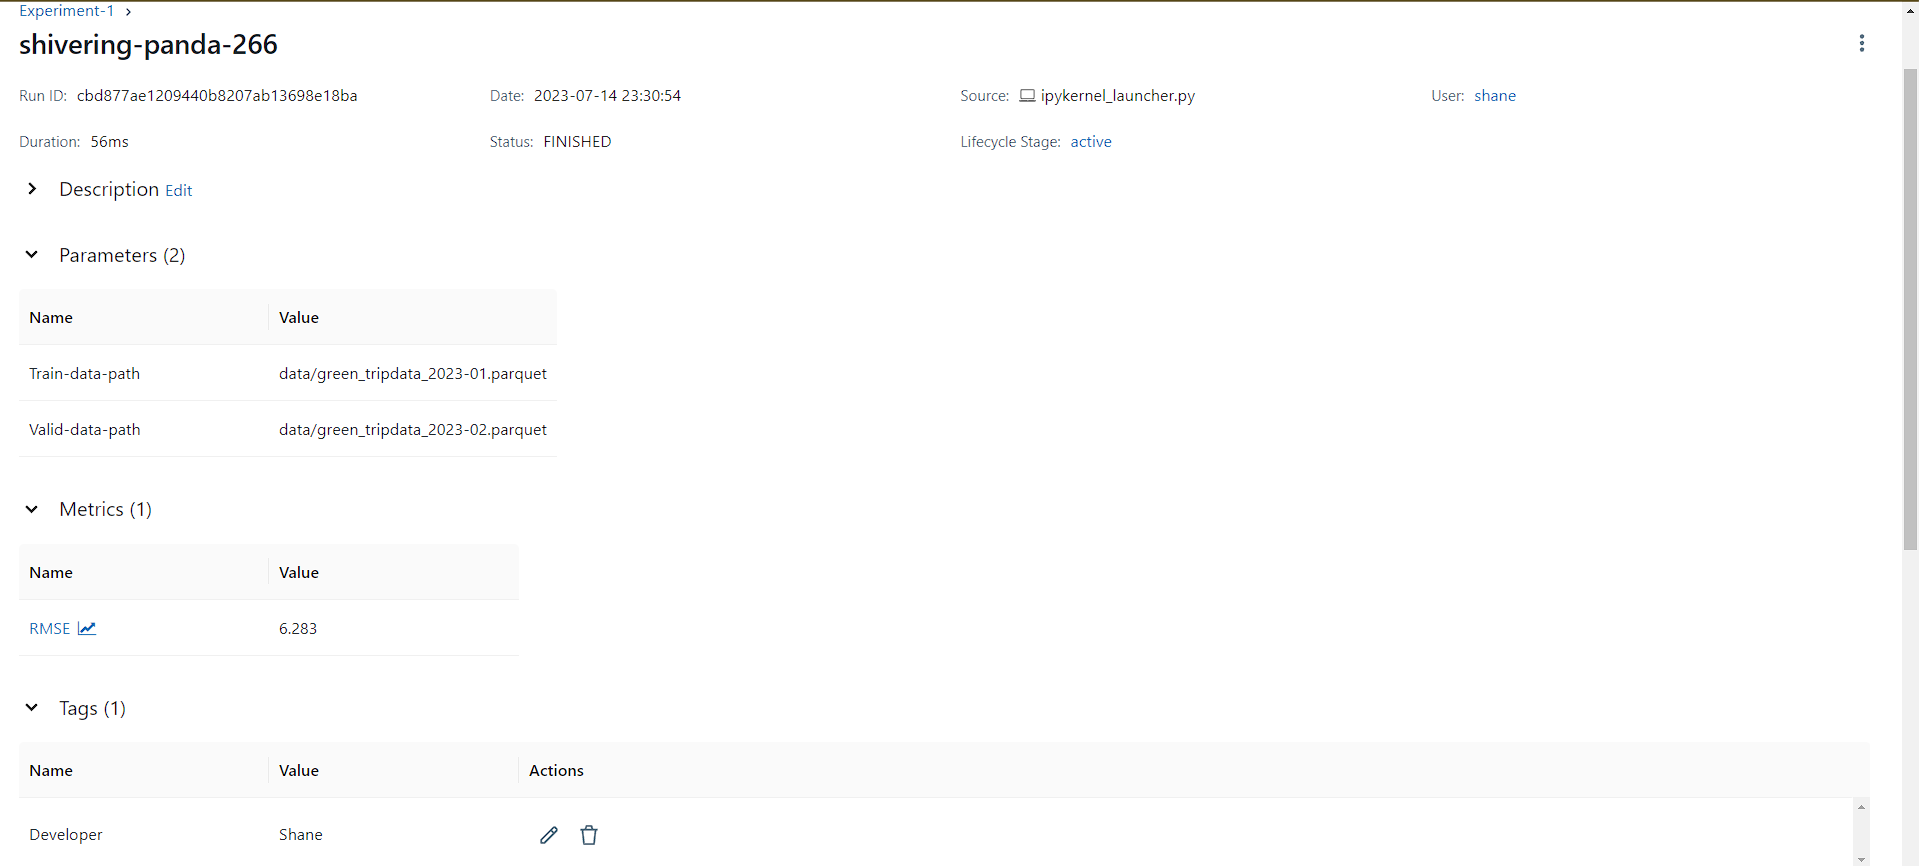 Experiment-1 >
shivering-panda-266
Run ID: cbd877ae1209440b8207ab13698e18ba Date: 2023-07-14 23:30:54 Source: ipykernel_launcher.py User: shane
Duration: 56ms Status: FINISHED Lifecycle Stage: active
Description Edit
Parameters (2)
Name Value
Train-data-path data/green_tripdata_2023-01.parquet
Valid-data-path data/green_tripdata_2023-02.parquet
Metrics (1)
Name Value
RMSE 6.283
Tags (1)
Name Value Actions
Developer Shane